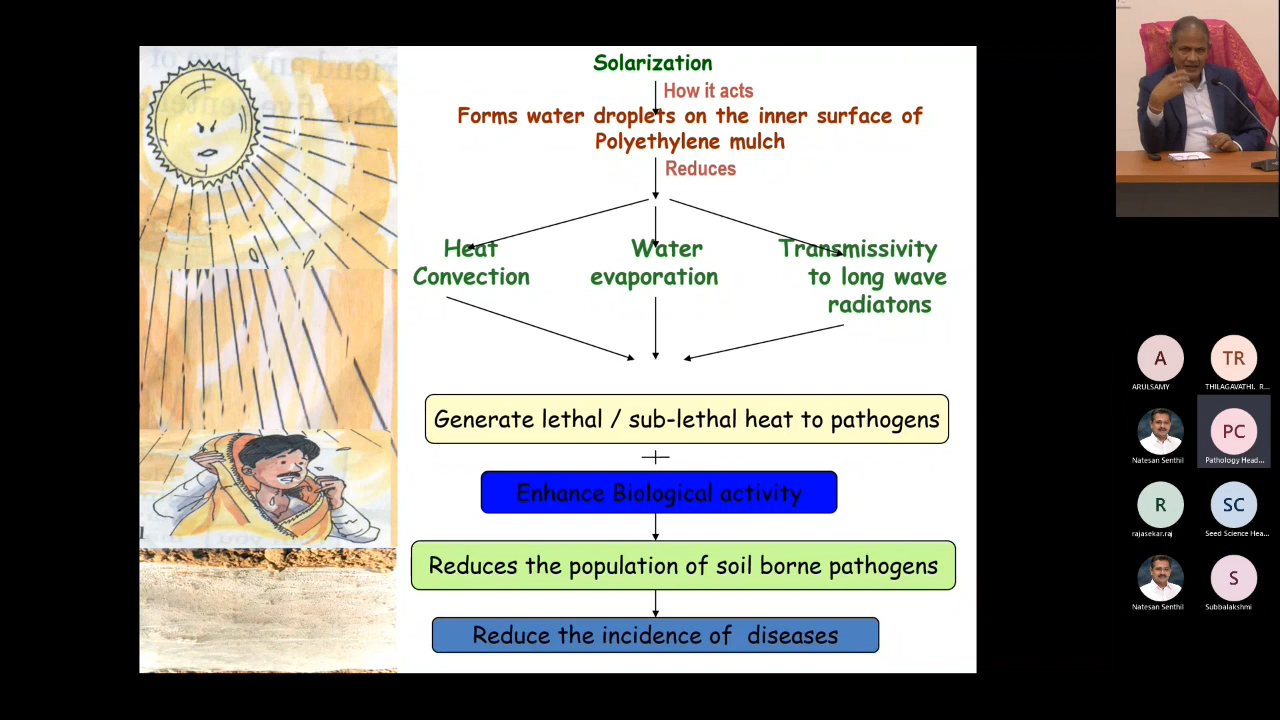 Solarization
How it acts
Forms water droplets on the inner surface of
Polyethylene mulch
Reduces
Heat
Convection
Water
evaporation
Transmissivity
to long wave
radiatons
Generate lethal / sub-lethal heat to pathogens
Enhance Biological activity
Reduces the population of soil borne pathogens
Reduce the incidence of diseases
A
ARULSAMY
TR
THILAGAVATHI. R...
Natesan Senthil
PC
Pathology Head...
R
rajasekar.raj
SC
Seed Science Hea...
Natesan Senthil
S
Subbalakshmi